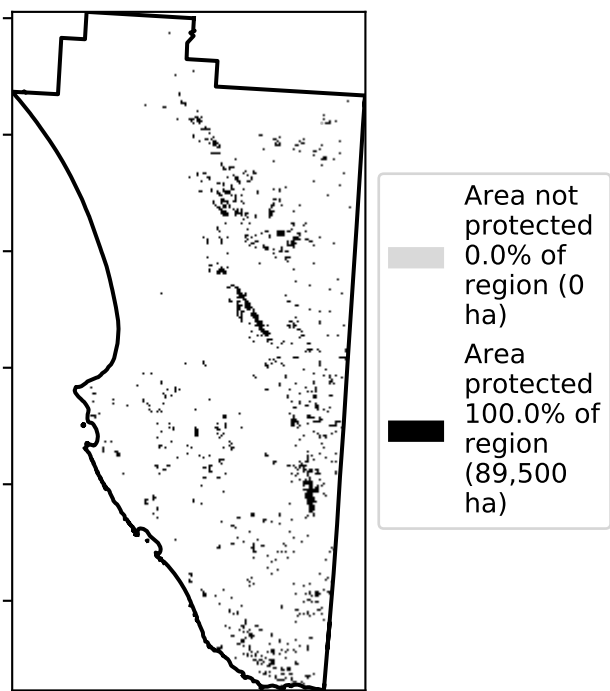 Area not
protected
0.0% of
region (0
ha)
Area
protected
100.0% of
region
(89,500
ha)